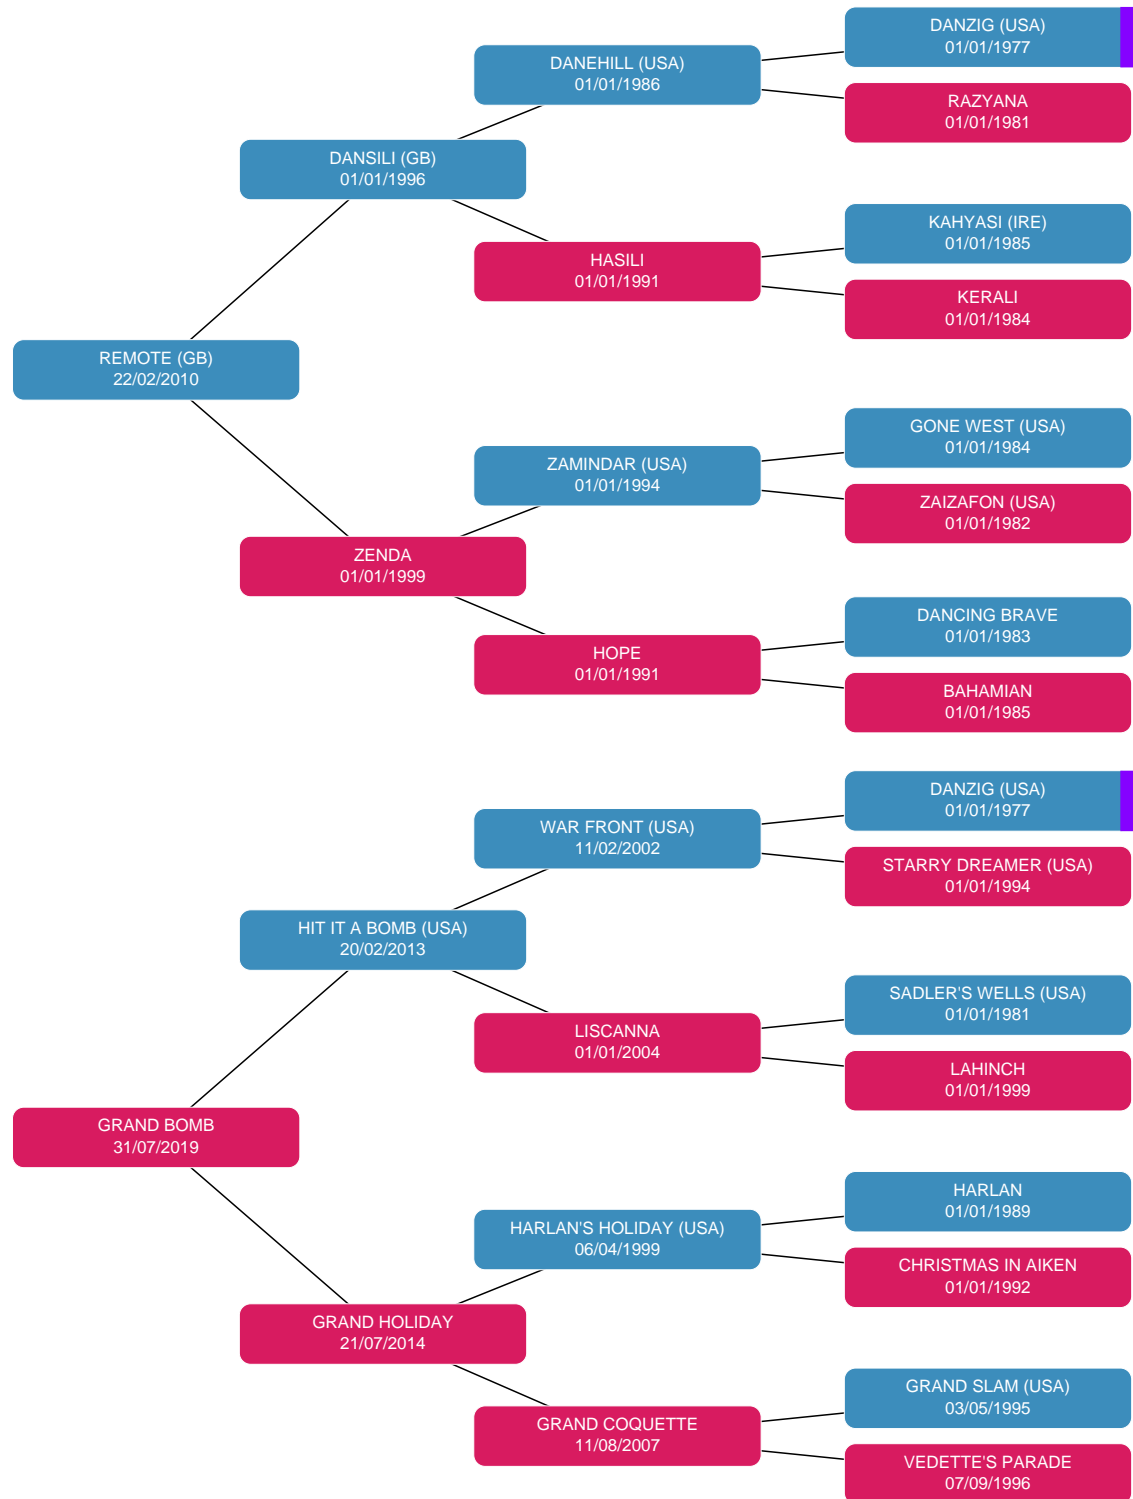 DANZIG (USA)
01/01/1977
DANEHILL (USA)
01/01/1986
RAZYANA
01/01/1981
DANSILI (GB)
01/01/1996
KAHYASI (IRE)
01/01/1985
HASILI
01/01/1991
KERALI
01/01/1984
REMOTE (GB)
22/02/2010
GONE WEST (USA)
01/01/1984
ZAMINDAR (USA)
01/01/1994
ZAIZAFON (USA)
01/01/1982
ZENDA
01/01/1999
DANCING BRAVE
01/01/1983
HOPE
01/01/1991
BAHAMIAN
01/01/1985
DANZIG (USA)
01/01/1977
WAR FRONT (USA)
11/02/2002
STARRY DREAMER (USA)
01/01/1994
HIT IT A BOMB (USA)
20/02/2013
SADLER'S WELLS (USA)
01/01/1981
LISCANNA
01/01/2004
LAHINCH
01/01/1999
GRAND BOMB
31/07/2019
HARLAN
01/01/1989
HARLAN'S HOLIDAY (USA)
06/04/1999
CHRISTMAS IN AIKEN
01/01/1992
GRAND HOLIDAY
21/07/2014
GRAND SLAM (USA)
03/05/1995
GRAND COQUETTE
11/08/2007
VEDETTE'S PARADE
07/09/1996